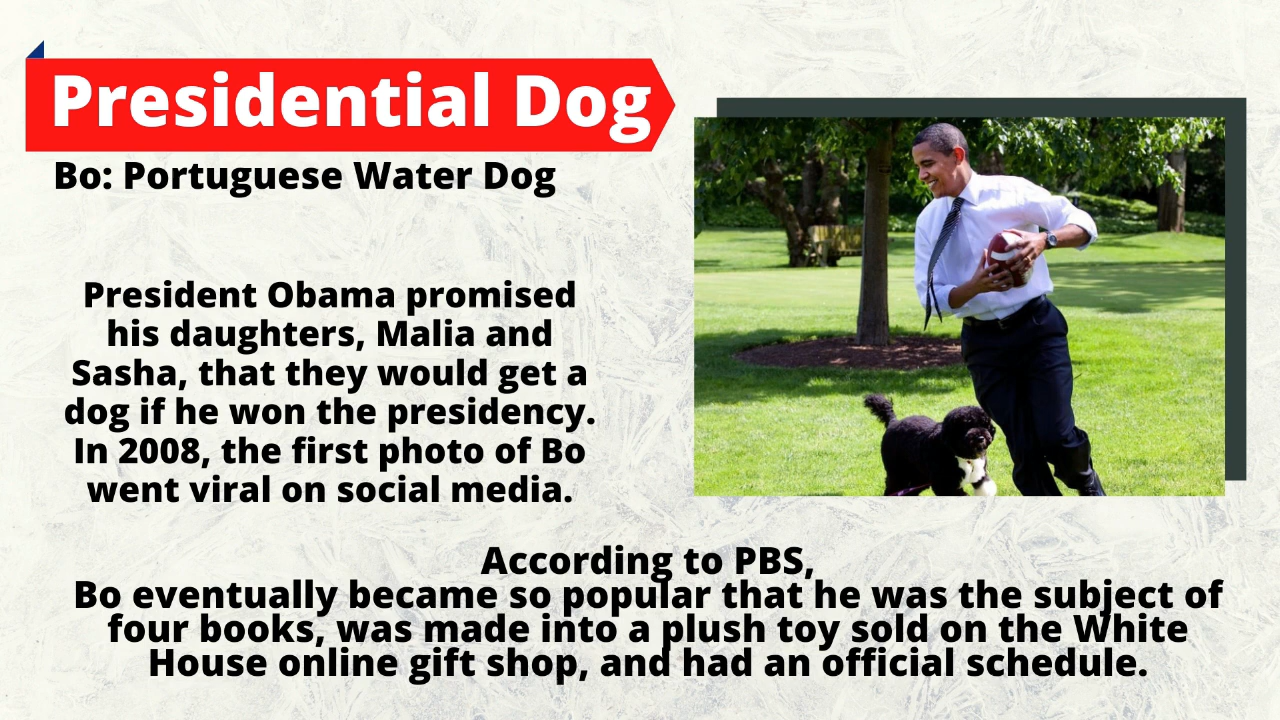 Presidential Dog
Bo: Portuguese Water Dog
President Obama promised
his daughters, Malia and
Sasha, that they would get a
dog if he won the presidency.
In 2008, the first photo of Bo
went viral on social media.
According to PBS,
Bo eventually became so popular that he was the subject of
four books, was made into a plush toy sold on the White
House online gift shop, and had an official schedule.